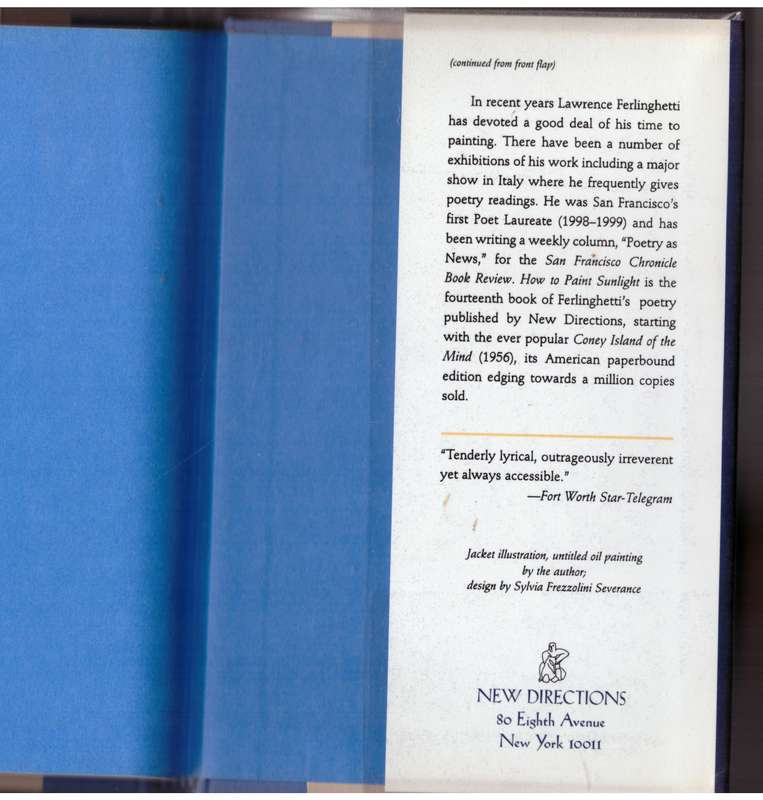 (continued from front flap)
In recent years Lawrence Ferlinghetti
has devoted a good deal of his time to
painting. There have been a number of
exhibitions of his work including a major
show in Italy where he frequently gives
poetry readings. He was San Francisco's
first Poet Laureate (1998–1999) and has
been writing a weekly column, "Poetry as
News," for the San Francisco Chronicle
Book Review. How to Paint Sunlight is the
fourteenth book of Ferlinghetti's poetry
published by New Directions, starting
with the ever popular Coney Island of the
Mind (1956), its American paperbound
edition edging towards a million copies
sold.
"Tenderly lyrical, outrageously irreverent
yet always accessible."
—Fort Worth Star-Telegram
Jacket illustration, untitled oil painting
by the author;
design by Sylvia Frezzolini Severance
NEW DIRECTIONS
80 Eighth Avenue
New York 10011